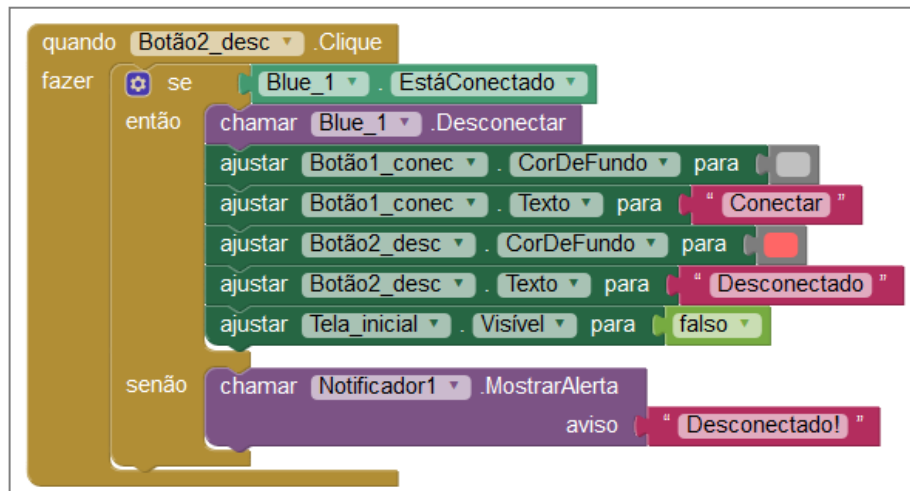 quando Botão2_desc .Clique
fazer se Blue_1 . EstáConectado
então chamar Blue_1 .Desconectar
ajustar Botão1_conec . CorDeFundo para
ajustar Botão1_conec . Texto para " Conectar "
ajustar Botão2_desc . CorDeFundo para
ajustar Botão2_desc . Texto para " Desconectado "
ajustar Tela_inicial . Visível para falso
senão chamar Notificador1 .MostrarAlerta
aviso " Desconectado! "